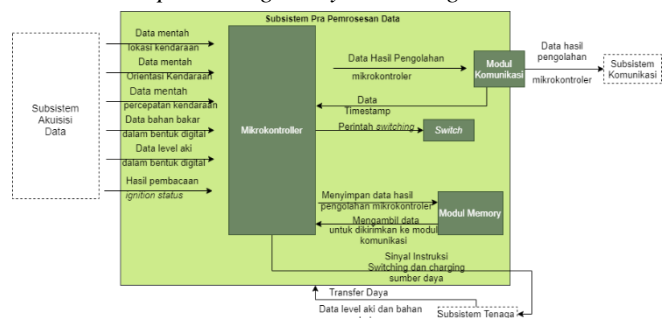 Subsistem Pra Pemrosesan Data
Data mentah
lokasi kendaraan
Data mentah
Orientasi Kendaraan
Data mentah
percepatan kendaraan
Data bahan bakar
dalam bentuk digital
Data level aki
dalam bentuk digital
Hasil pembacaan
ignition status
Subsistem
Akuisisi
Data
Mikrokontroller
Data Hasil Pengolahan
mikrokontroler
Modul
Komunikasi
Data hasil
pengolahan
mikrokontroler
Subsistem
Komunikasi
Data
Timestamp
Perintah switching
Switch
Menyimpan data hasil
pengolahan mikrokontroler
Mengambil data
untuk dikirimkan ke modul
komunikasi
Modul Memory
Sinyal Instruksi
Switching dan charging
sumber daya
Transfer Daya
Data level aki dan bahan
Subsistem Tenaga